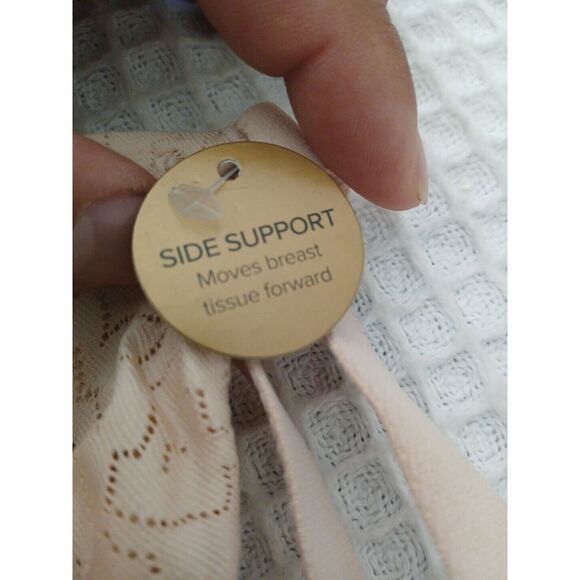 SIDE SUPPORT
Moves breast
tissue forward